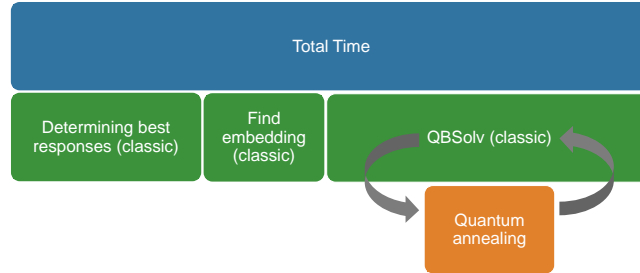 Total Time
Determining best
responses (classic)
Find
embedding
(classic)
QBSolv (classic)
Quantum
annealing